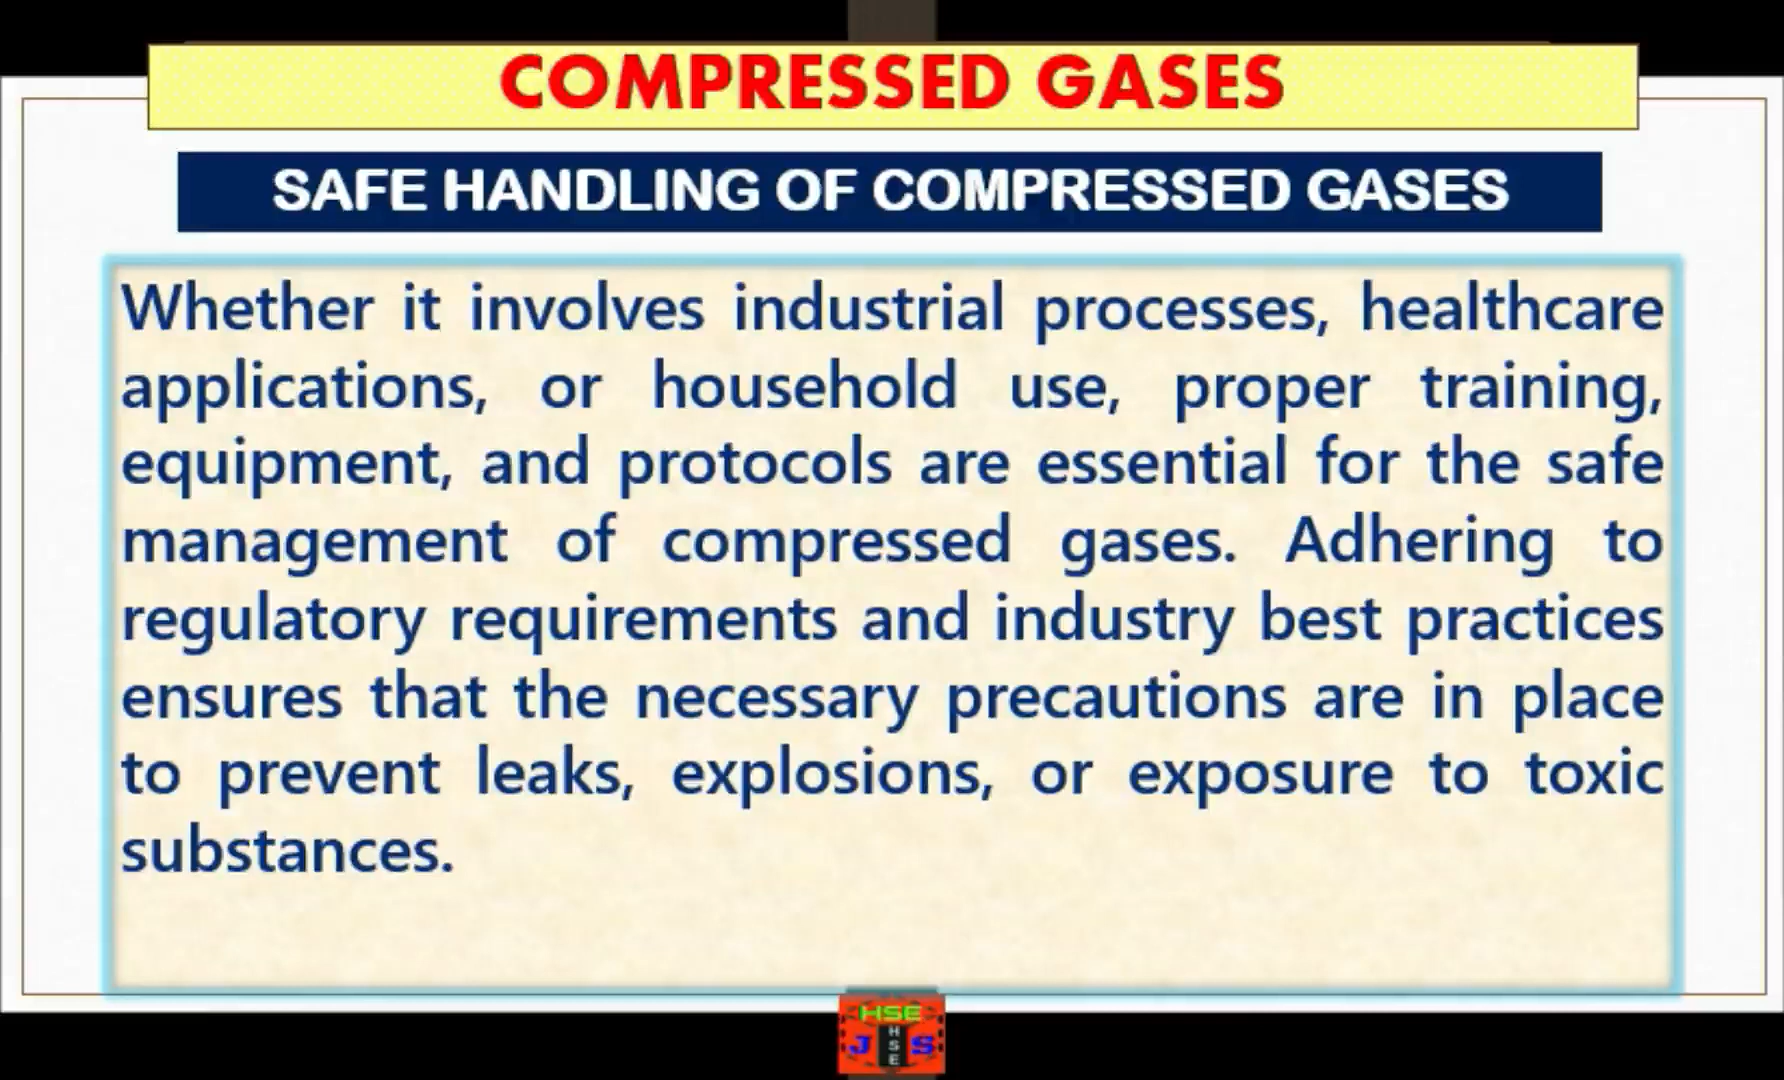 COMPRESSED GASES
SAFE HANDLING OF COMPRESSED GASES
Whether it involves industrial processes, healthcare
applications, or household use, proper training,
equipment, and protocols are essential for the safe
management of compressed gases. Adhering to
regulatory requirements and industry best practices
ensures that the necessary precautions are in place
to prevent leaks, explosions, or exposure to toxic
substances.
HSE
J HSE S